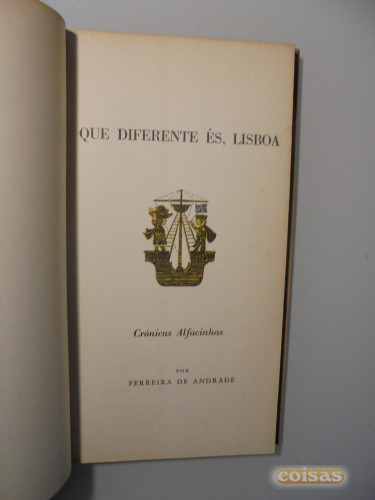 QUE DIFERENTE ÉS, LISBOA
Crónicas Alfacinhas
POR
FERREIRA DE ANDRADE
coisas